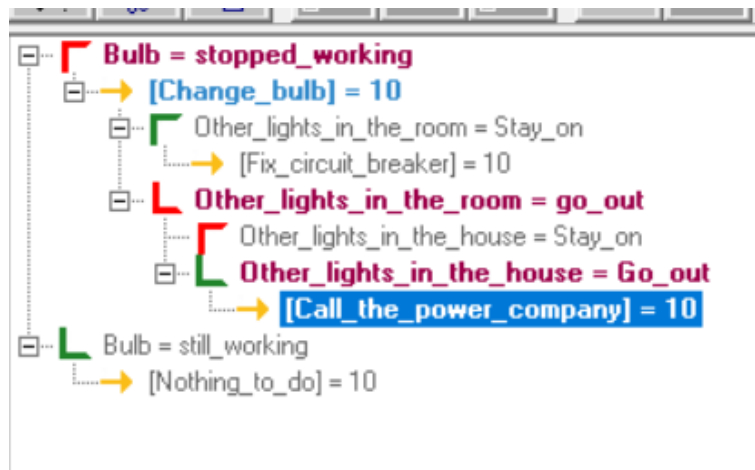 Bulb = stopped_working
[Change_bulb] = 10
Other_lights_in_the_room = Stay_on
[Fix_circuit_breaker] = 10
Other_lights_in_the_room = go_out
Other_lights_in_the_house = Stay_on
Other_lights_in_the_house = Go_out
[Call_the_power_company] = 10
Bulb = still_working
[Nothing_to_do] = 10